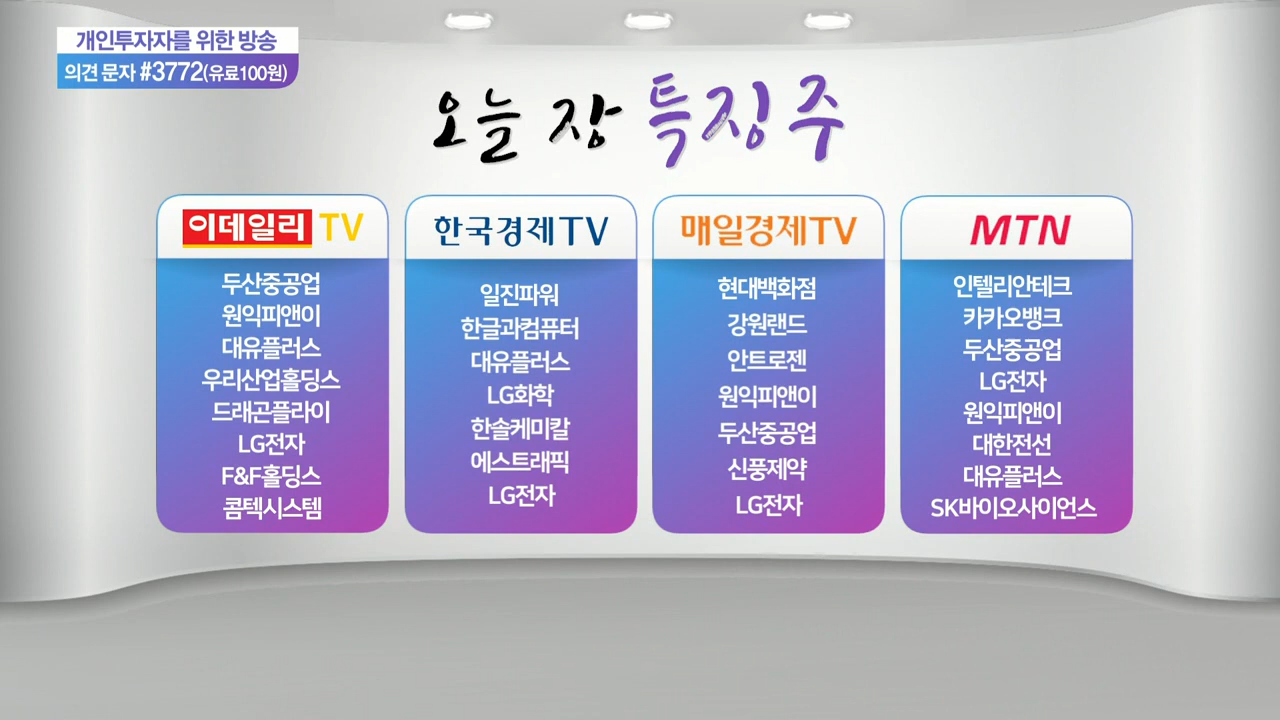 개인투자자를 위한 방송
의견 문자 #3772(유료100원)
오늘 장 특징주
이데일리 TV
두산중공업
원익피앤이
대유플러스
우리산업홀딩스
드래곤플라이
LG전자
F&F홀딩스
콤텍시스템
한국경제TV
일진파워
한글과컴퓨터
대유플러스
LG화학
한솔케미칼
에스트래픽
LG전자
매일경제TV
현대백화점
강원랜드
안트로젠
원익피앤이
두산중공업
신풍제약
LG전자
MTN
인텔리안테크
카카오뱅크
두산중공업
LG전자
원익피앤이
대한전선
대유플러스
SK바이오사이언스